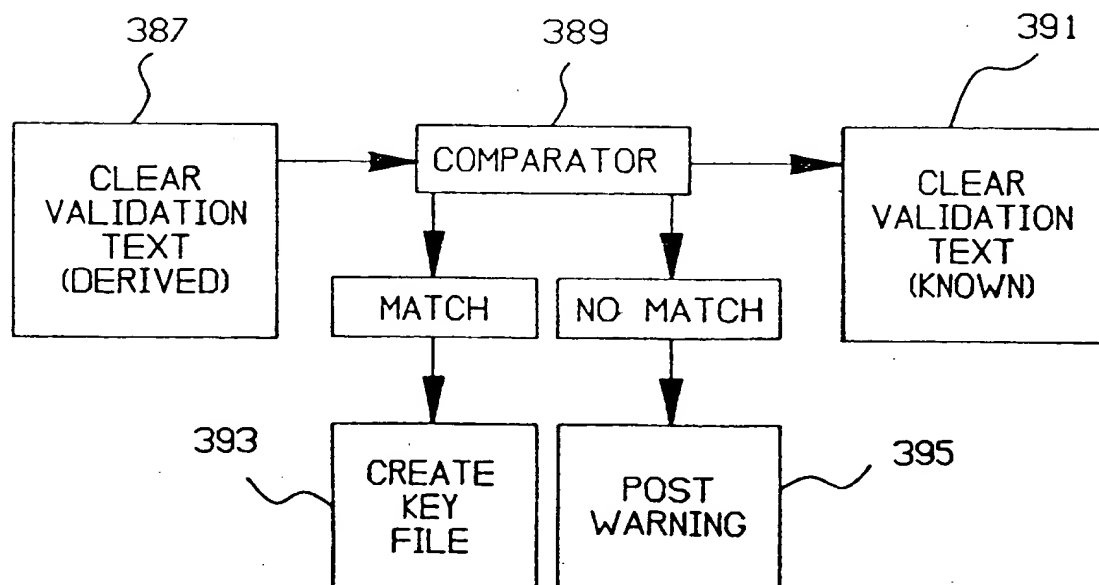 387
389
391
CLEAR
VALIDATION
TEXT
(DERIVED)
COMPARATOR
CLEAR
VALIDATION
TEXT
(KNOWN)
MATCH
NO MATCH
393
CREATE
KEY
FILE
POST
WARNING
395